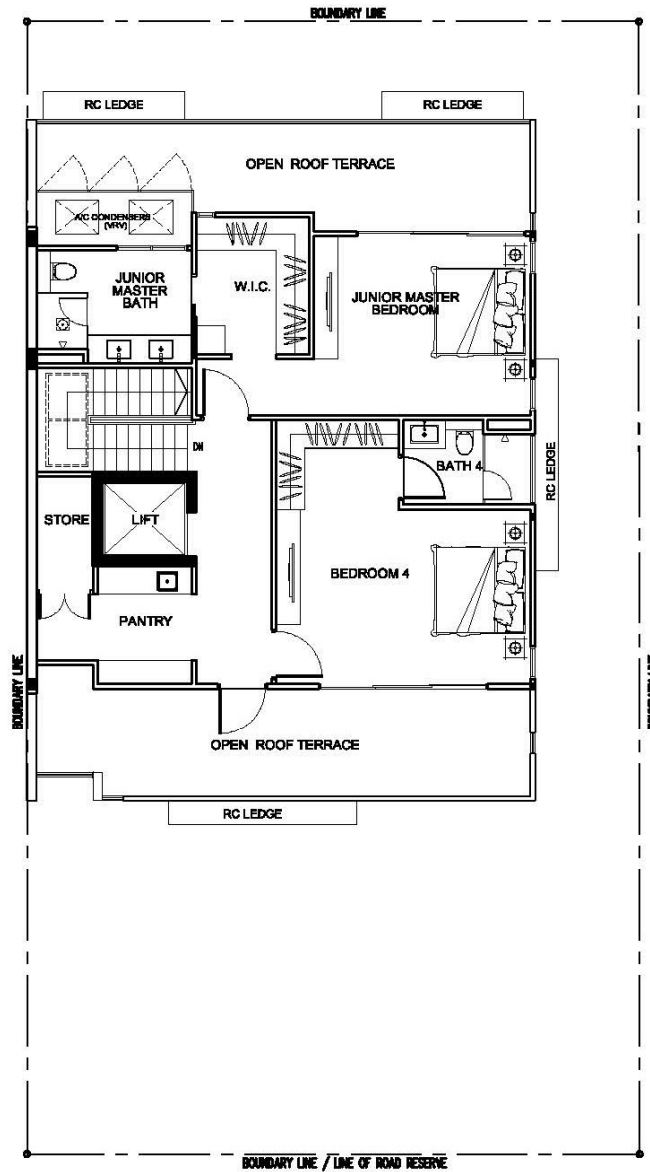 BOUNDARY LINE
RC LEDGE
RC LEDGE
OPEN ROOF TERRACE
A/C CONDENSERS
(VRV)
JUNIOR
MASTER
BATH
W.I.C.
JUNIOR MASTER
BEDROOM
DN
BATH 4
RC LEDGE
STORE
LIFT
BEDROOM 4
PANTRY
BOUNDARY LINE
BOUNDARY LINE
OPEN ROOF TERRACE
RC LEDGE
BOUNDARY LINE / LINE OF ROAD RESERVE